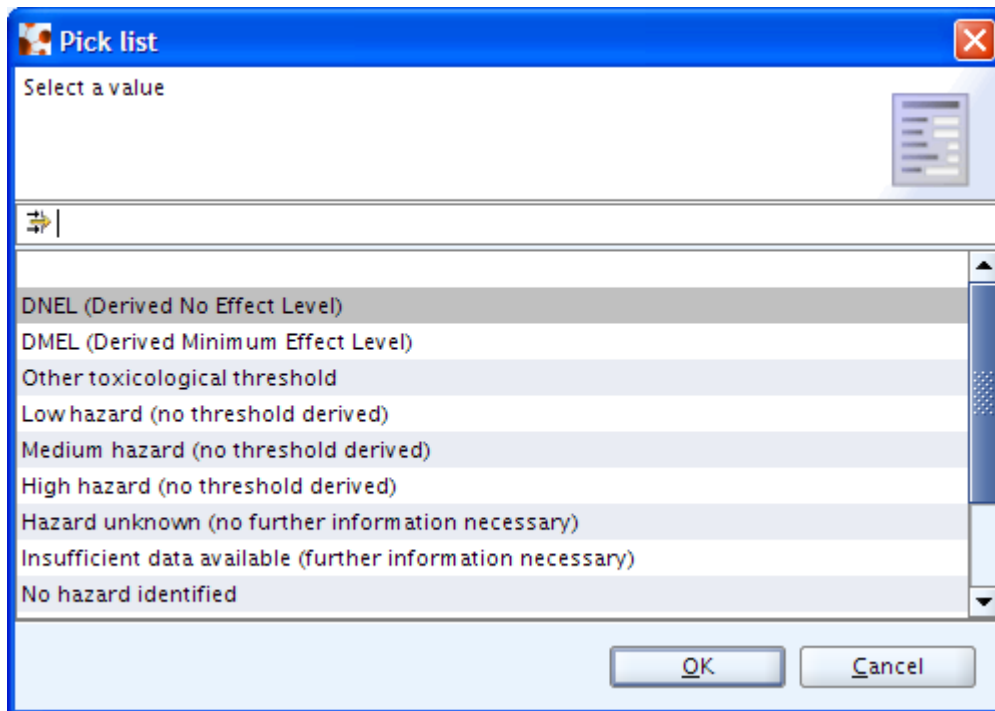 Pick list
Select a value
DNEL (Derived No Effect Level)
DMEL (Derived Minimum Effect Level)
Other toxicological threshold
Low hazard (no threshold derived)
Medium hazard (no threshold derived)
High hazard (no threshold derived)
Hazard unknown (no further information necessary)
Insufficient data available (further information necessary)
No hazard identified
OK Cancel